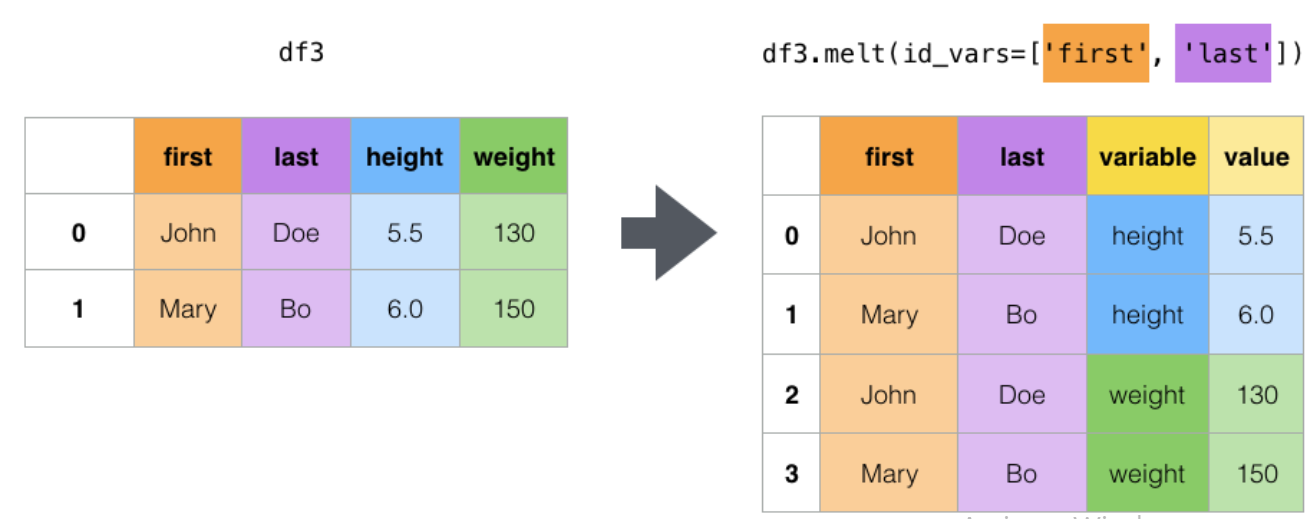 df3
first last height weight
0 John Doe 5.5 130
1 Mary Bo 6.0 150
df3.melt(id_vars=['first', 'last'])
first last variable value
0 John Doe height 5.5
1 Mary Bo height 6.0
2 John Doe weight 130
3 Mary Bo weight 150